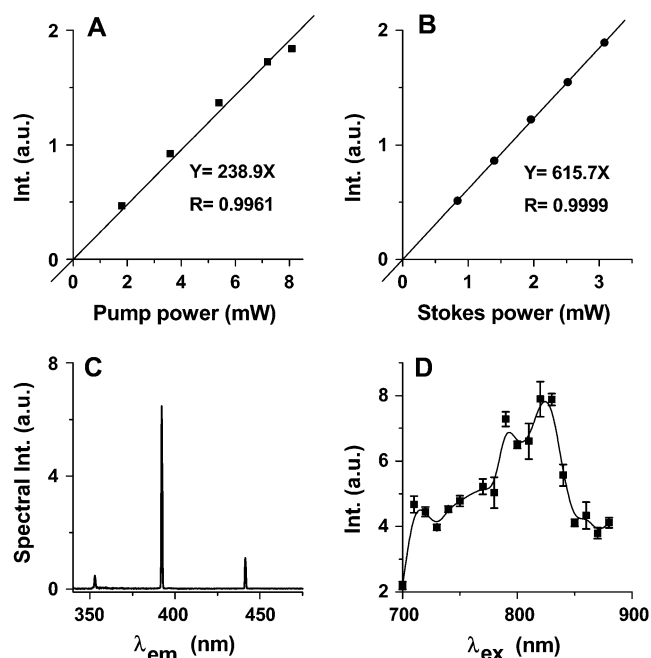 A
2
1
0
Int. (a.u.)
Y= 238.9X
R= 0.9961
0 2 4 6 8
Pump power (mW)
B
2
1
0
Int. (a.u.)
Y= 615.7X
R= 0.9999
0 1 2 3
Stokes power (mW)
C
8
4
0
Spectral Int. (a.u.)
350 400 450
λem (nm)
D
8
6
4
2
Int. (a.u.)
700 800 900
λex (nm)